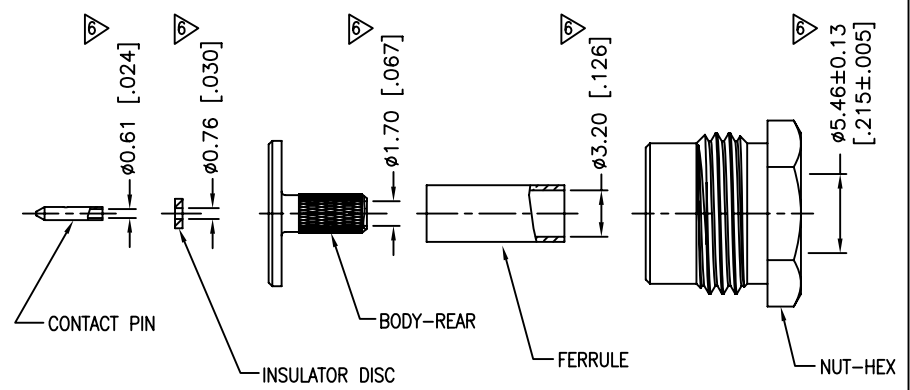 6
6
6
6
6
ø0.61 [.024]
ø0.76 [.030]
ø1.70 [.067]
ø3.20 [.126]
ø5.46±0.13
[.215±.005]
CONTACT PIN
INSULATOR DISC
BODY-REAR
FERRULE
NUT-HEX